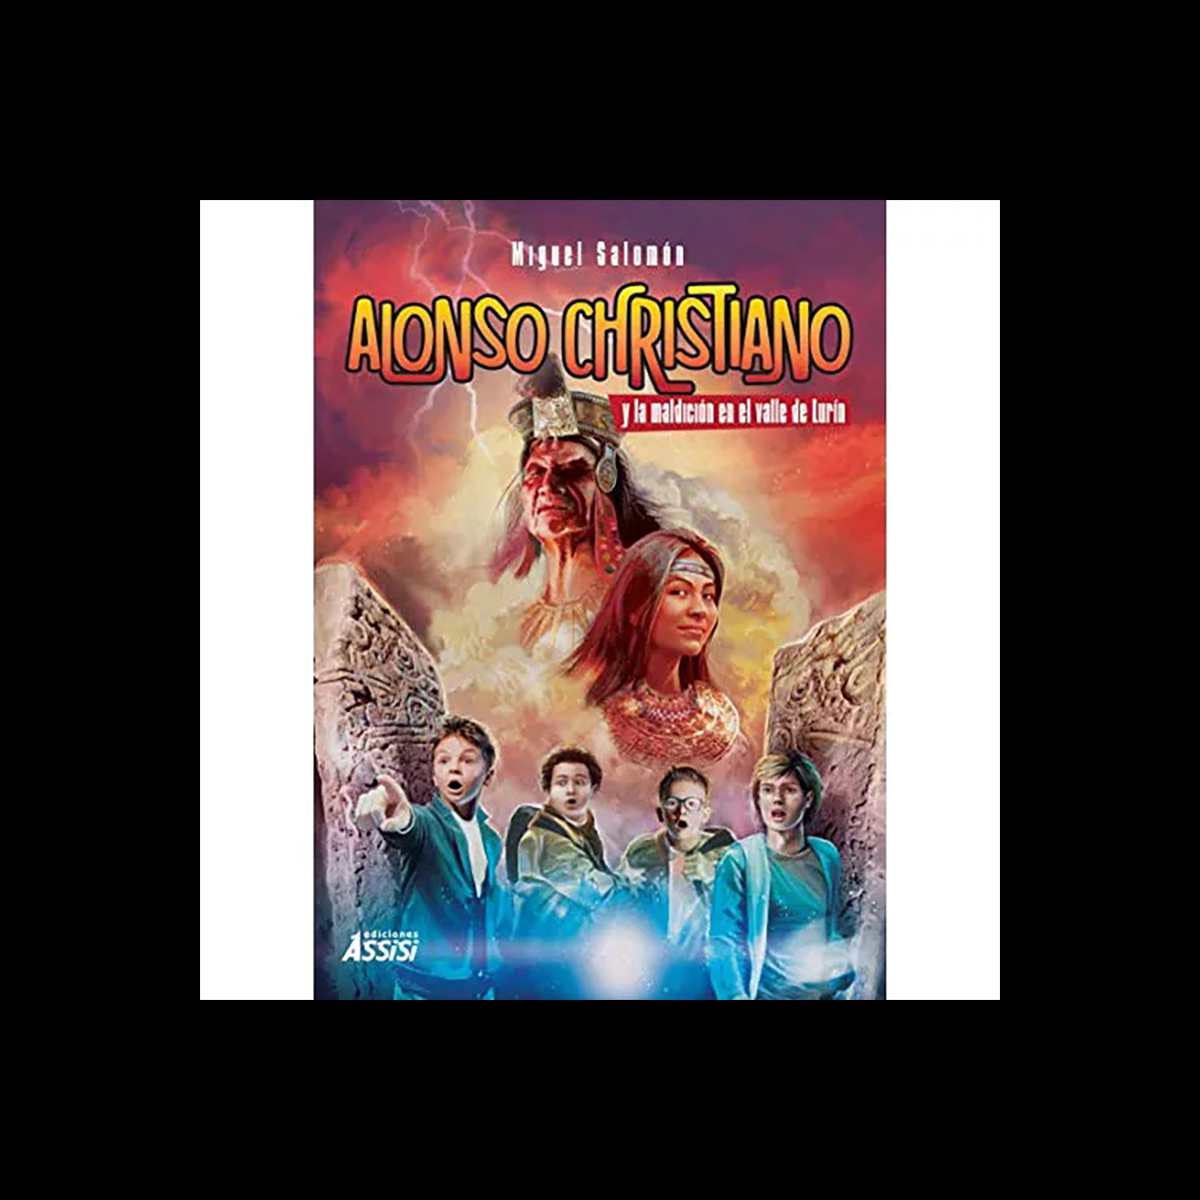 Miguel Salomón
ALONSO CHRISTIANO
y la maldición en el valle de Lurín
ediciones
ASSISI